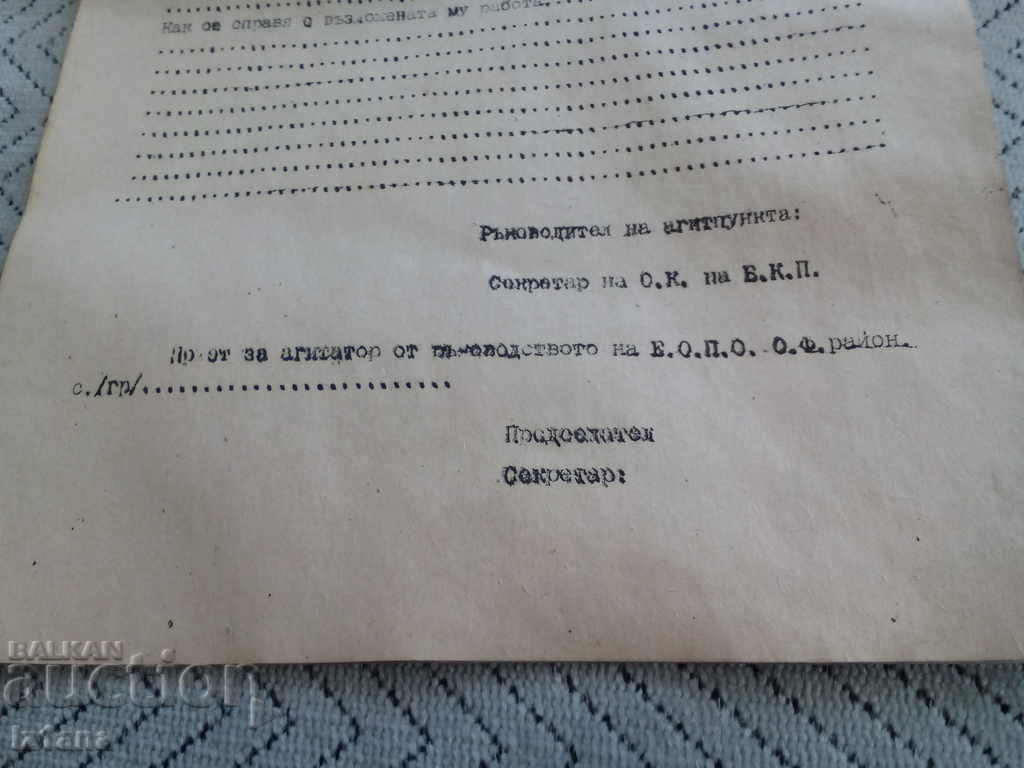 Как се справя с възложената му работа.
Ръководител на агитпункта:
Секретар на О.К. на Б.К.П.
за агитатор от ръководството на Е.О.П.О. О.Ф. район.
с./гр/..............................
Председател
Секретар:
BALKAN
auction
Iztana